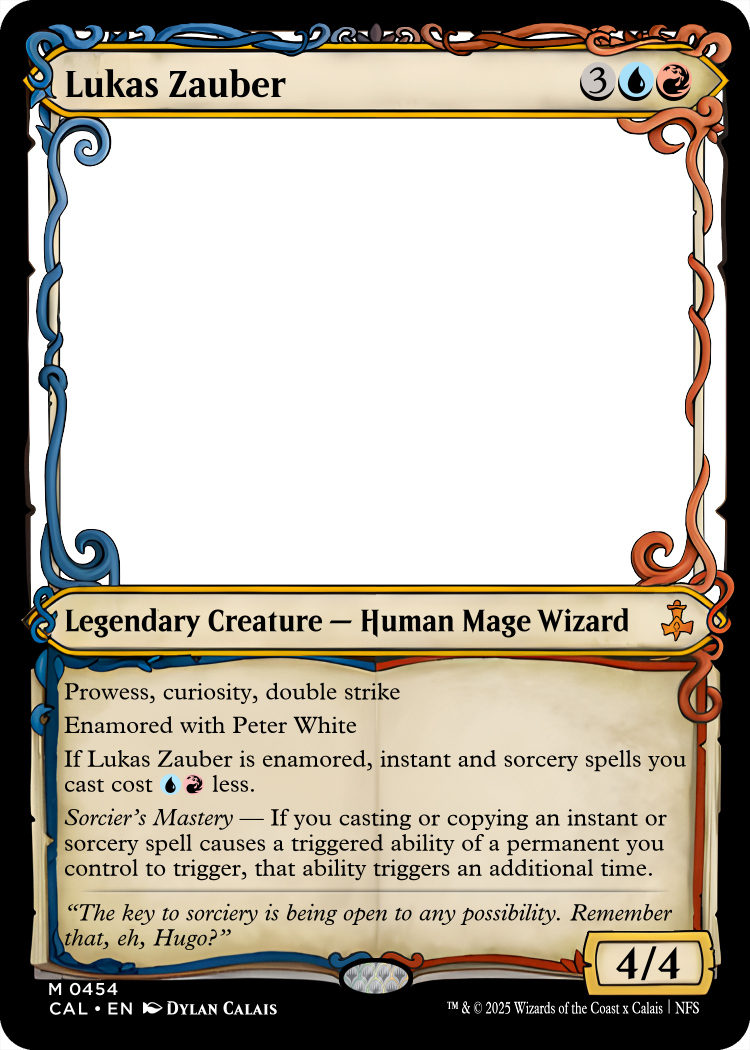 Lukas Zauber 3
Legendary Creature — Human Mage Wizard
Prowess, curiosity, double strike
Enamored with Peter White
If Lukas Zauber is enamored, instant and sorcery spells you
cast cost less.
Sorcier's Mastery — If you casting or copying an instant or
sorcery spell causes a triggered ability of a permanent you
control to trigger, that ability triggers an additional time.
“The key to sorciery is being open to any possibility. Remember
that, eh, Hugo?”
4/4
M 0454
CAL • EN DYLAN CALAIS
™ & © 2025 Wizards of the Coast x Calais | NFS